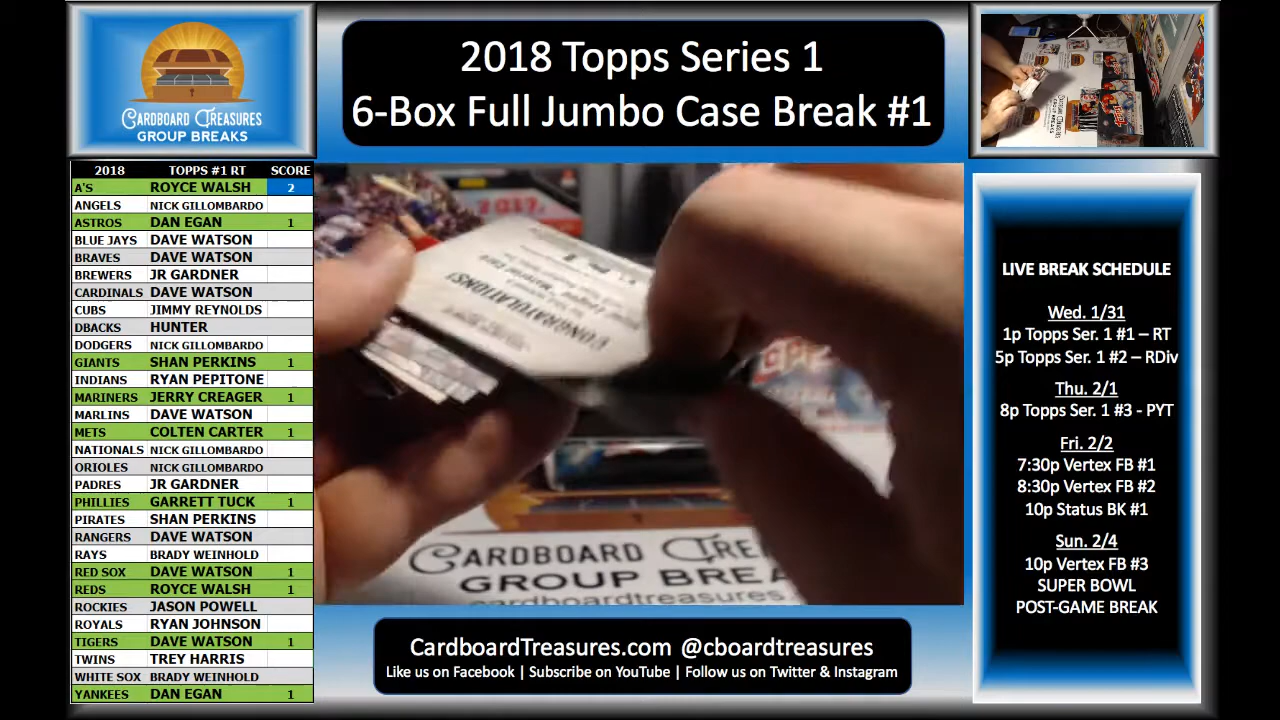 CARDBOARD TREASURES
GROUP BREAKS
2018 Topps Series 1
6-Box Full Jumbo Case Break #1
2018 TOPPS #1 RT SCORE
A'S ROYCE WALSH 2
ANGELS NICK GILLOMBARDO
ASTROS DAN EGAN 1
BLUE JAYS DAVE WATSON
BRAVES DAVE WATSON
BREWERS JR GARDNER
CARDINALS DAVE WATSON
CUBS JIMMY REYNOLDS
DBACKS HUNTER
DODGERS NICK GILLOMBARDO
GIANTS SHAN PERKINS 1
INDIANS RYAN PEPITONE
MARINERS JERRY CREAGER 1
MARLINS DAVE WATSON
METS COLTEN CARTER 1
NATIONALS NICK GILLOMBARDO
ORIOLES NICK GILLOMBARDO
PADRES JR GARDNER
PHILLIES GARRETT TUCK 1
PIRATES SHAN PERKINS
RANGERS DAVE WATSON
RAYS BRADY WEINHOLD
RED SOX DAVE WATSON 1
REDS ROYCE WALSH 1
ROCKIES JASON POWELL
ROYALS RYAN JOHNSON
TIGERS DAVE WATSON 1
TWINS TREY HARRIS
WHITE SOX BRADY WEINHOLD
YANKEES DAN EGAN 1
CONGRATULATIONS!
CARDBOARD TREA
GROUP BREA
cardboardtreasures.
LIVE BREAK SCHEDULE
Wed. 1/31
1p Topps Ser. 1 #1 – RT
5p Topps Ser. 1 #2 – RDiv
Thu. 2/1
8p Topps Ser. 1 #3 - PYT
Fri. 2/2
7:30p Vertex FB #1
8:30p Vertex FB #2
10p Status BK #1
Sun. 2/4
10p Vertex FB #3
SUPER BOWL
POST-GAME BREAK
CardboardTreasures.com @cboardtreasures
Like us on Facebook | Subscribe on YouTube | Follow us on Twitter & Instagram